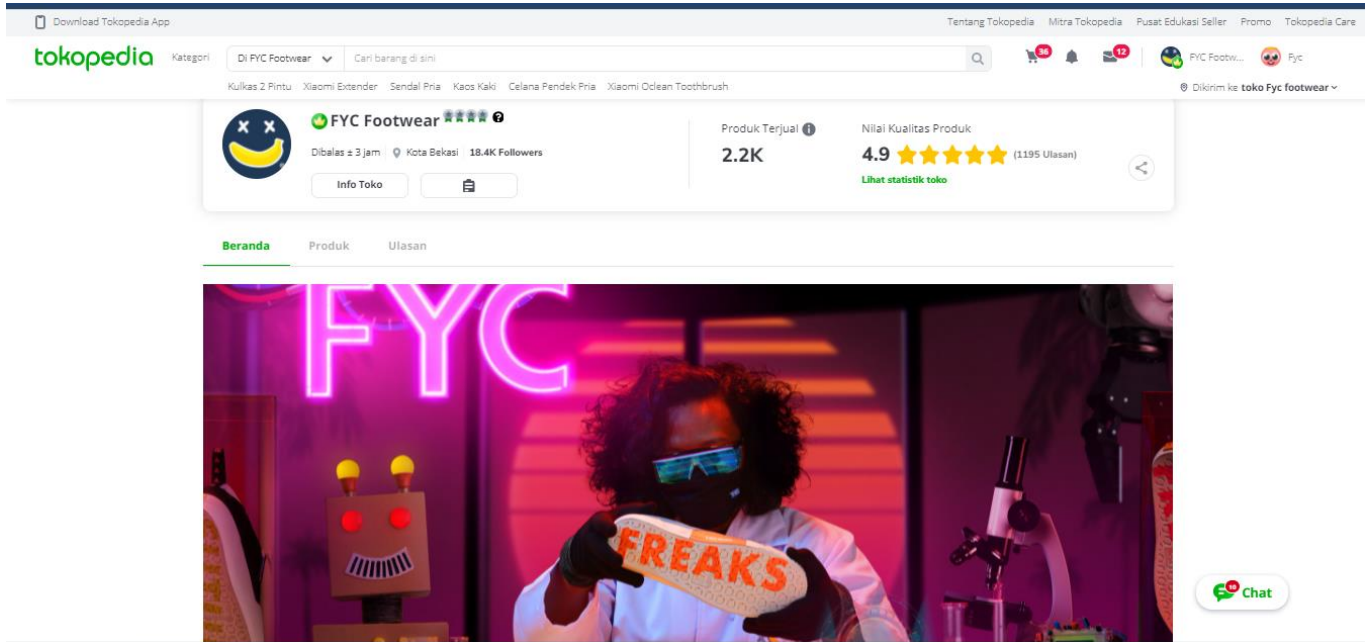 Download Tokopedia App
Tentang Tokopedia Mitra Tokopedia Pusat Edukasi Seller Promo Tokopedia Care
tokopedia Kategori Di FYC Footwear Cari barang di sini 36 12 FYC Footw... Fyc
Kulkas 2 Pintu Xiaomi Extender Sendal Pria Kaos Kaki Celana Pendek Pria Xiaomi Oclean Toothbrush
Dikirim ke toko Fyc footwear
FYC Footwear
Dibalas ± 3 jam Kota Bekasi 18.4K Followers
Info Toko
Produk Terjual
2.2K
Nilai Kualitas Produk
4.9 (1195 Ulasan)
Lihat statistik toko
Beranda Produk Ulasan
FYC
FREAKS
Chat